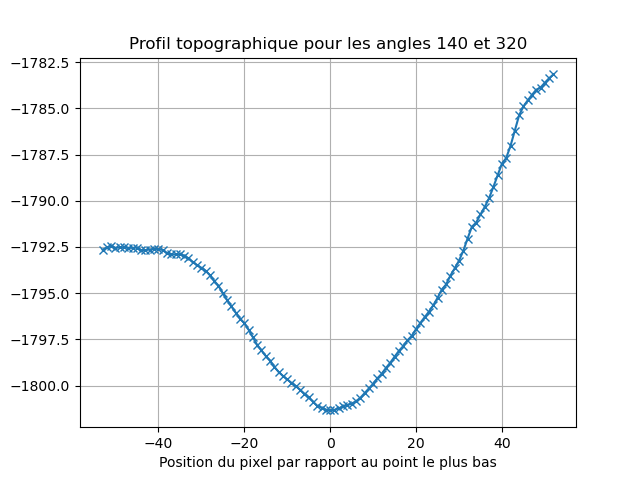 Profil topographique pour les angles 140 et 320
−1782.5
−1785.0
−1787.5
−1790.0
−1792.5
−1795.0
−1797.5
−1800.0
−40 −20 0 20 40
Position du pixel par rapport au point le plus bas